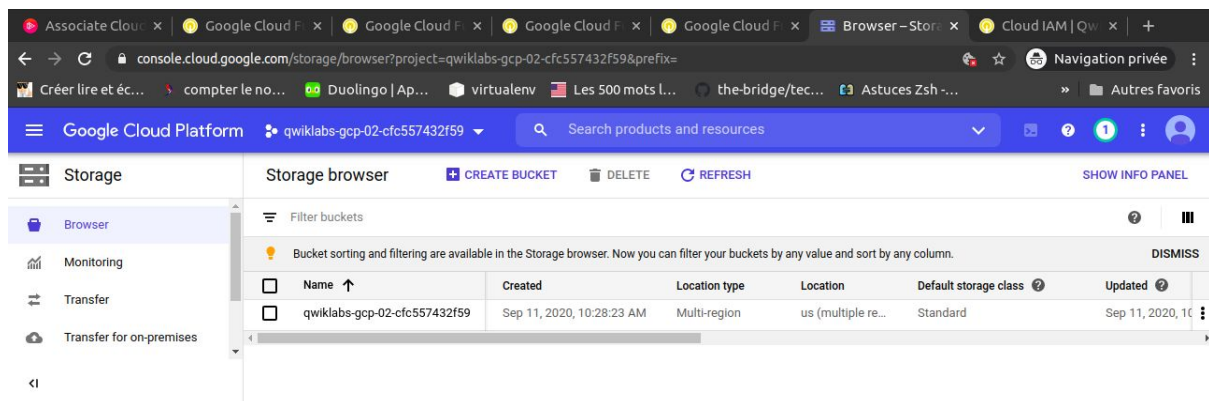 Associate Clou
Google Cloud F
Google Cloud F
Google Cloud F
Google Cloud F
Browser – Stora
Cloud IAM | Qw
console.cloud.google.com/storage/browser?project=qwiklabs-gcp-02-cfc557432f59&prefix=
Navigation privée
Créer lire et éc...
compter le no...
Duolingo | Ap...
virtualenv
Les 500 mots l...
the-bridge/tec...
Astuces Zsh -...
»
Autres favoris
Google Cloud Platform
qwiklabs-gcp-02-cfc557432f59
Search products and resources
1
Storage
Storage browser
CREATE BUCKET
DELETE
REFRESH
SHOW INFO PANEL
Browser
Filter buckets
Monitoring
Bucket sorting and filtering are available in the Storage browser. Now you can filter your buckets by any value and sort by any column.
DISMISS
Name
Created
Location type
Location
Default storage class
Updated
Transfer
qwiklabs-gcp-02-cfc557432f59
Sep 11, 2020, 10:28:23 AM
Multi-region
us (multiple re...
Standard
Sep 11, 2020, 10
Transfer for on-premises